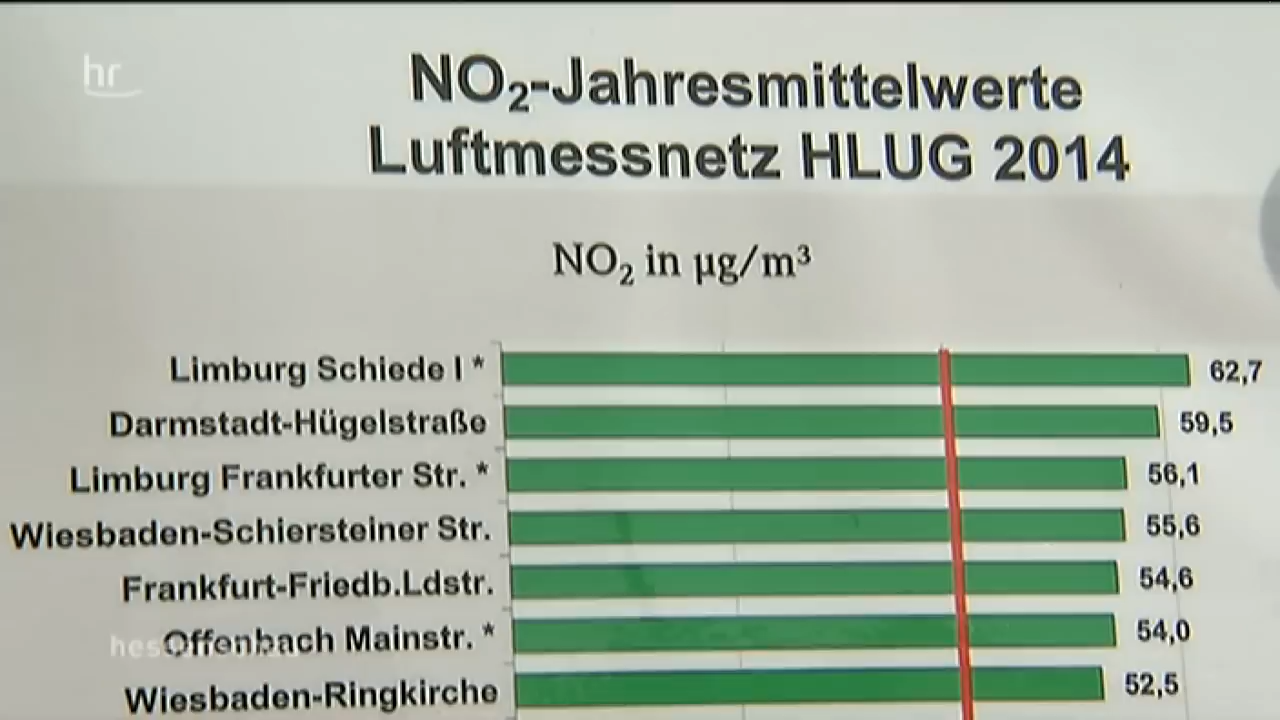 hr
NO₂-Jahresmittelwerte
Luftmessnetz HLUG 2014
NO₂ in µg/m³
Limburg Schiede I * 62,7
Darmstadt-Hügelstraße 59,5
Limburg Frankfurter Str. * 56,1
Wiesbaden-Schiersteiner Str. 55,6
Frankfurt-Friedb.Ldstr. 54,6
Offenbach Mainstr. * 54,0
Wiesbaden-Ringkirche 52,5